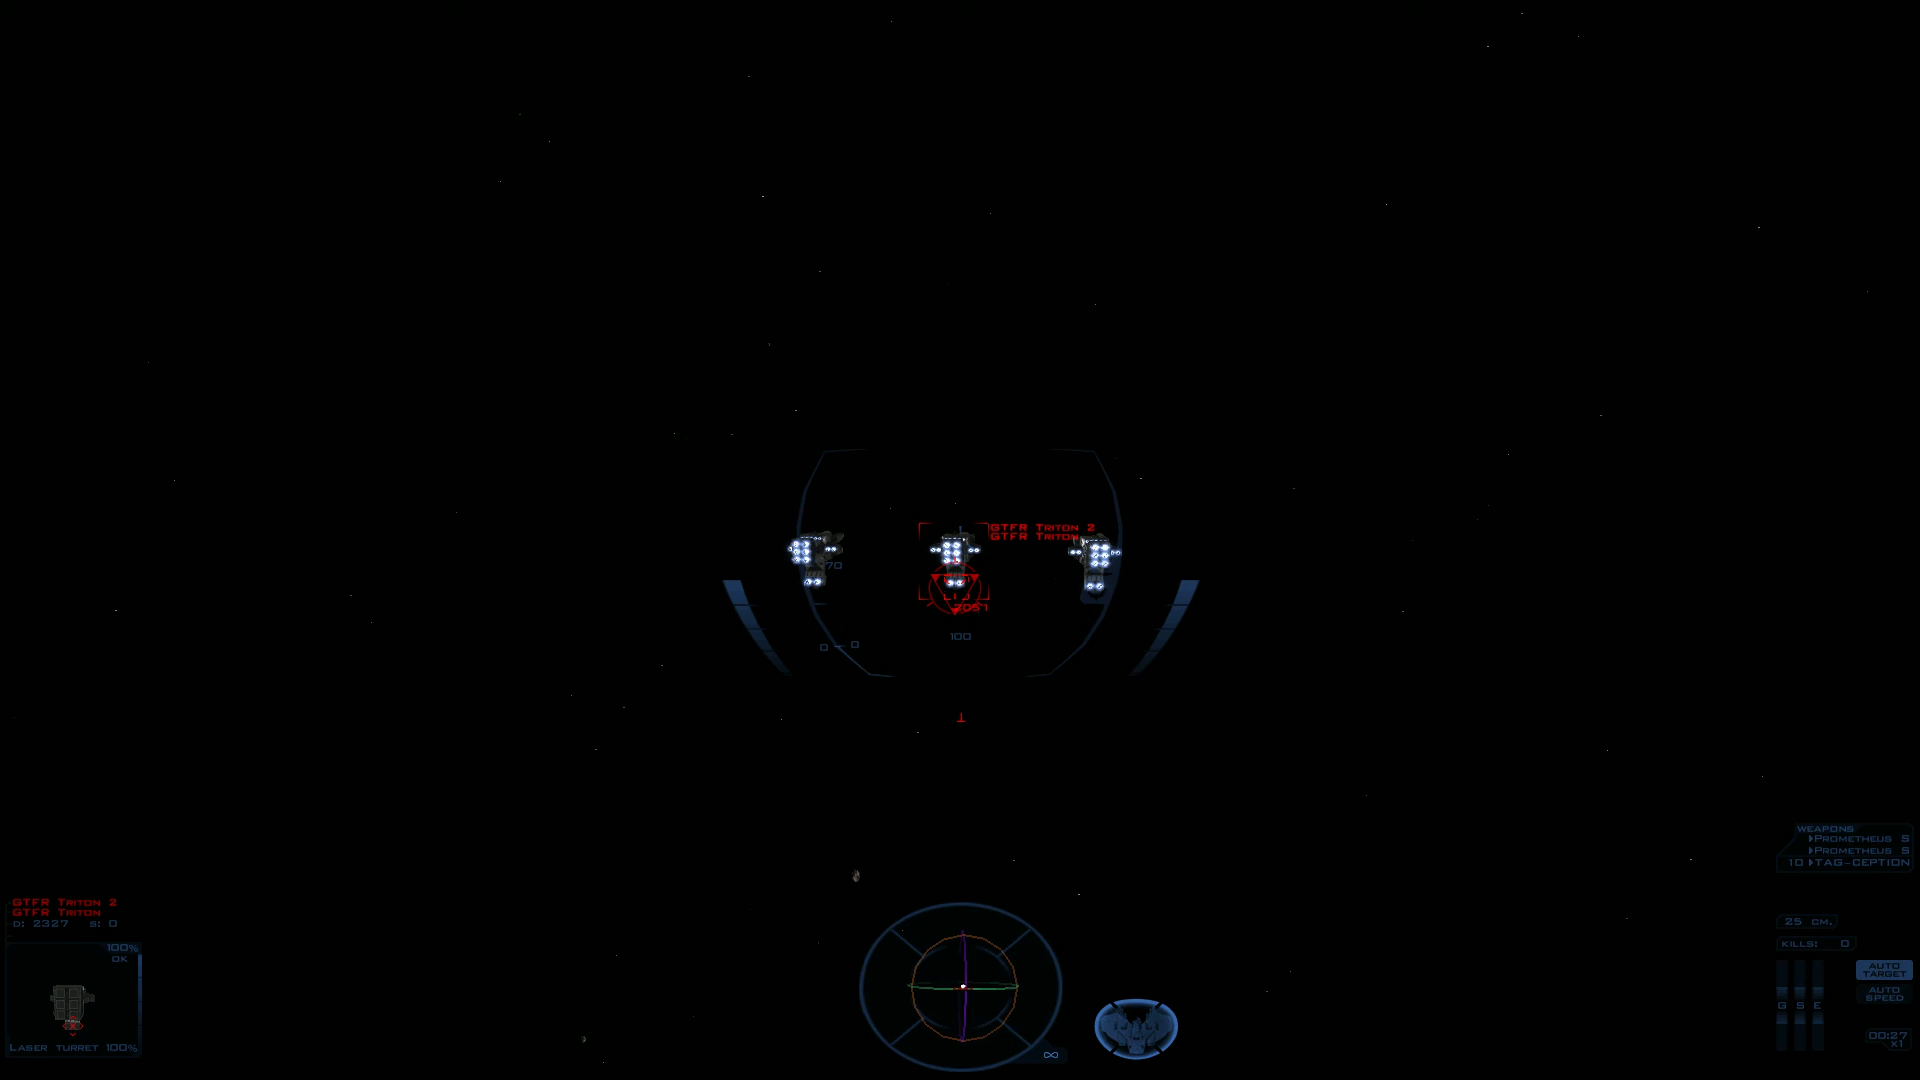 GTFR Triton 2
GTFR Triton
70
100
0
0
Weapons
Prometheus S
Prometheus S
10 TAG-CEPTION
GTFR Triton 2
GTFR Triton
D: 2327 S: 0
25 CM.
Kills: 0
100%
OK
AUTO TARGET
AUTO SPEED
G S E
00:27
x1
Laser turret 100%
∞